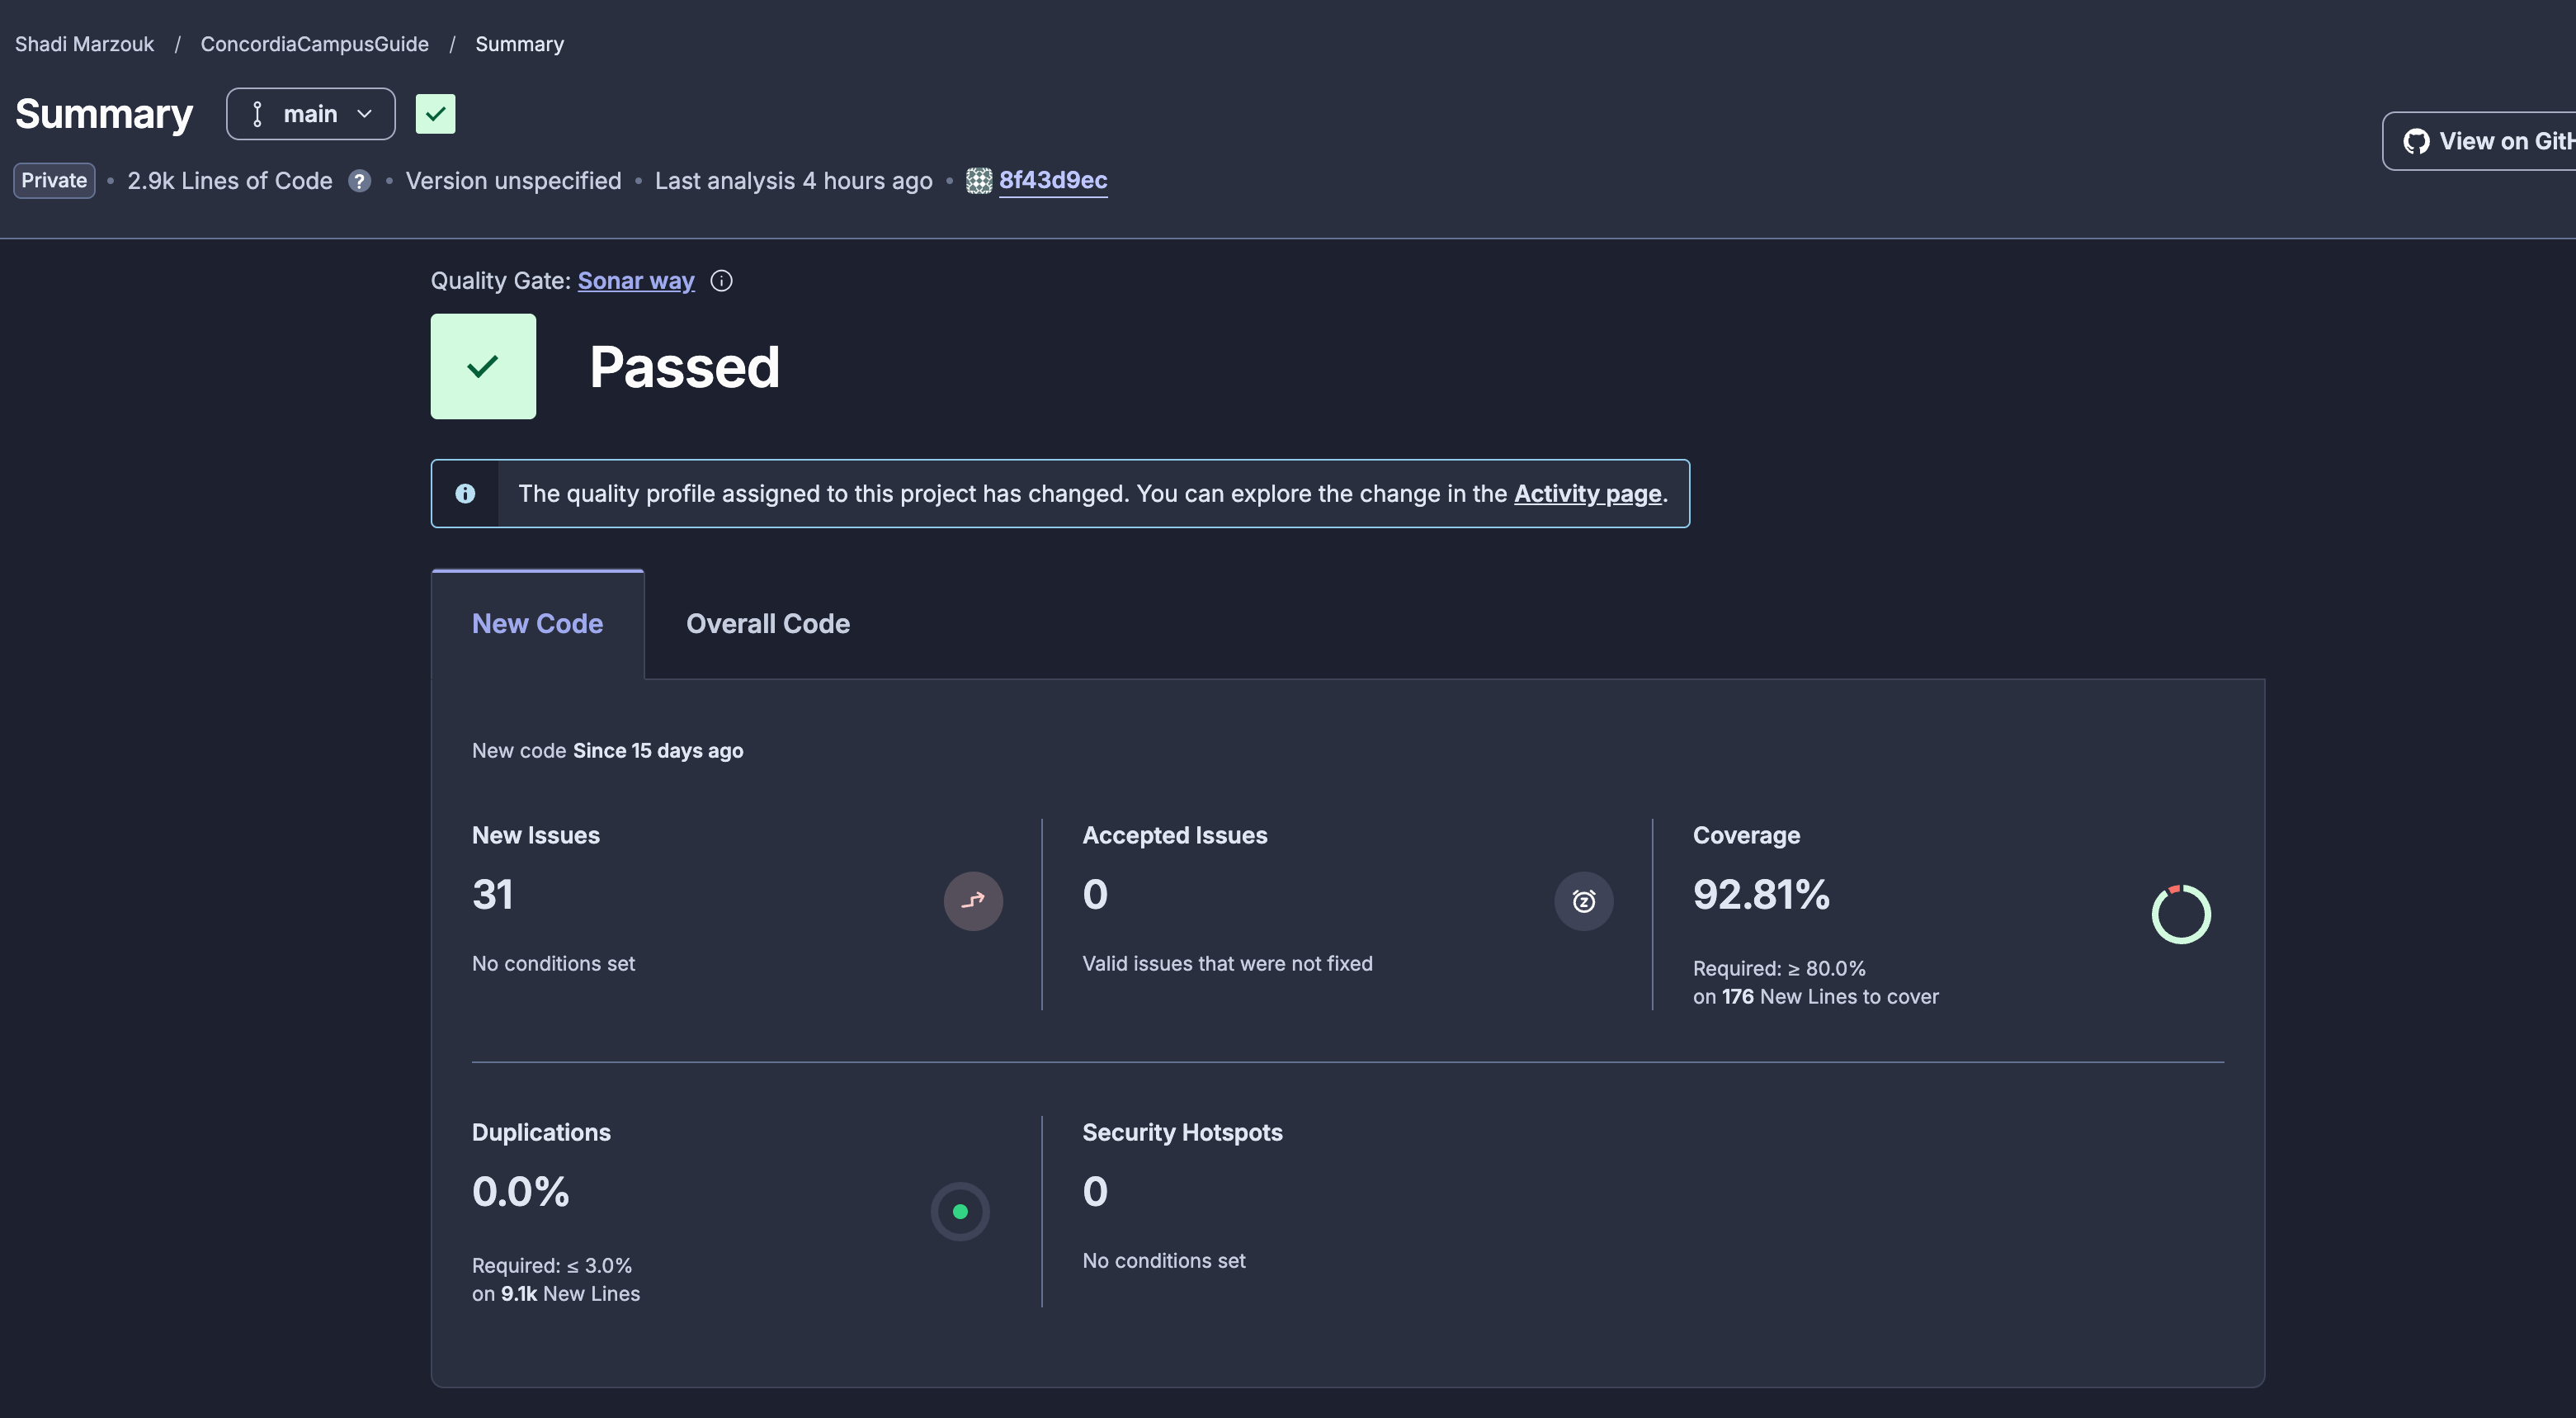 Shadi Marzouk / ConcordiaCampusGuide / Summary
Summary main
View on GitH
Private • 2.9k Lines of Code ? • Version unspecified • Last analysis 4 hours ago • 8f43d9ec
Quality Gate: Sonar way
Passed
The quality profile assigned to this project has changed. You can explore the change in the Activity page.
New Code Overall Code
New code Since 15 days ago
New Issues
31
No conditions set
Accepted Issues
0
Valid issues that were not fixed
Coverage
92.81%
Required: ≥ 80.0%
on 176 New Lines to cover
Duplications
0.0%
Required: ≤ 3.0%
on 9.1k New Lines
Security Hotspots
0
No conditions set